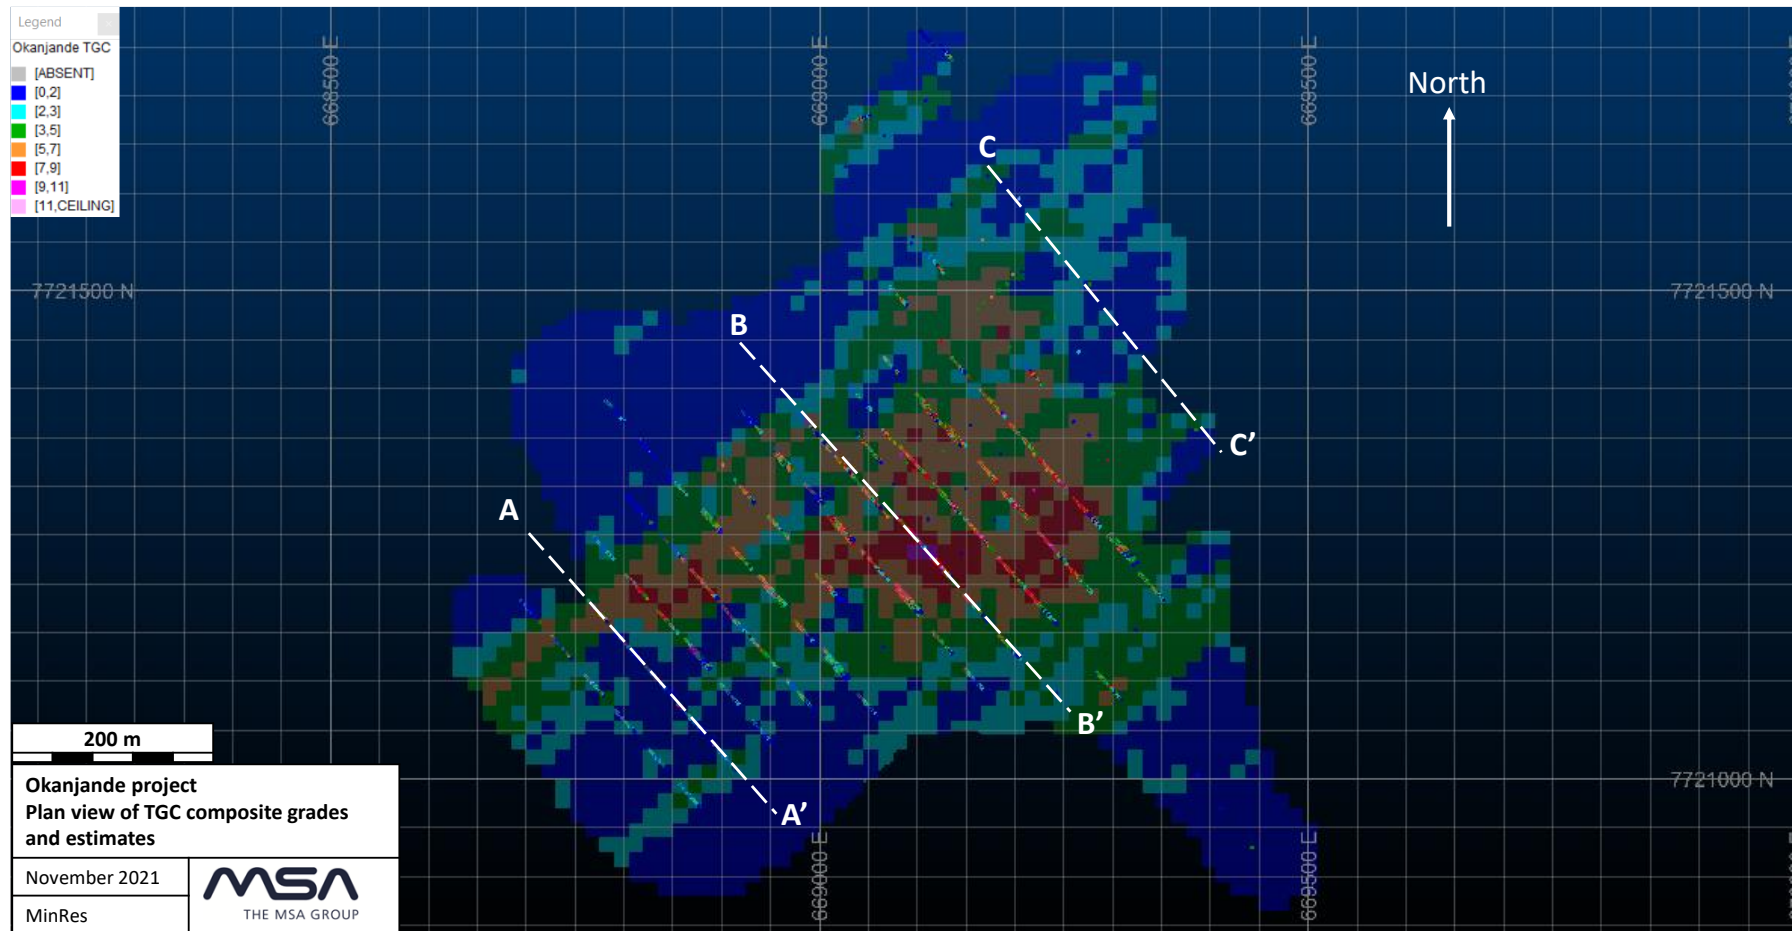 Legend
Okanjande TGC
[ABSENT]
[0,2]
[2,3]
[3,5]
[5,7]
[7,9]
[9,11]
[11,CEILING]
668500 E
669000 E
669500 E
North
C
7721500 N
7721500 N
B
A
C’
B’
A’
7721000 N
669000 E
669500 E
200 m
Okanjande project
Plan view of TGC composite grades
and estimates
November 2021
MinRes
MSA
THE MSA GROUP